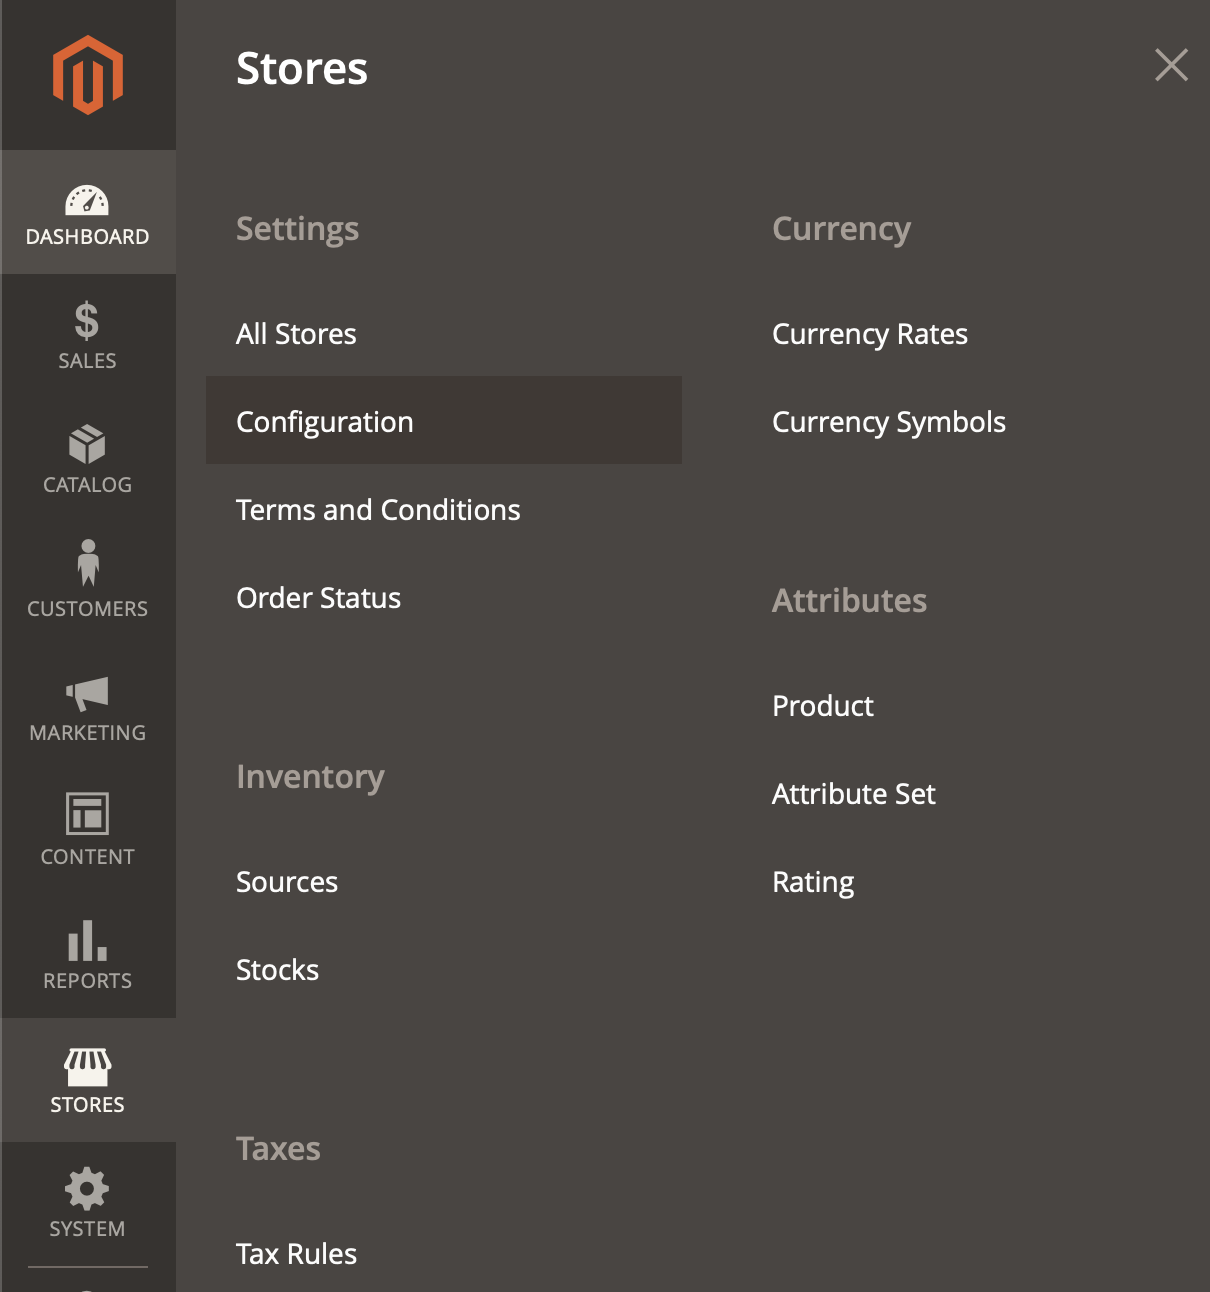 DASHBOARD
SALES
CATALOG
CUSTOMERS
MARKETING
CONTENT
REPORTS
STORES
SYSTEM
Stores
Settings
All Stores
Configuration
Terms and Conditions
Order Status
Inventory
Sources
Stocks
Taxes
Tax Rules
Currency
Currency Rates
Currency Symbols
Attributes
Product
Attribute Set
Rating